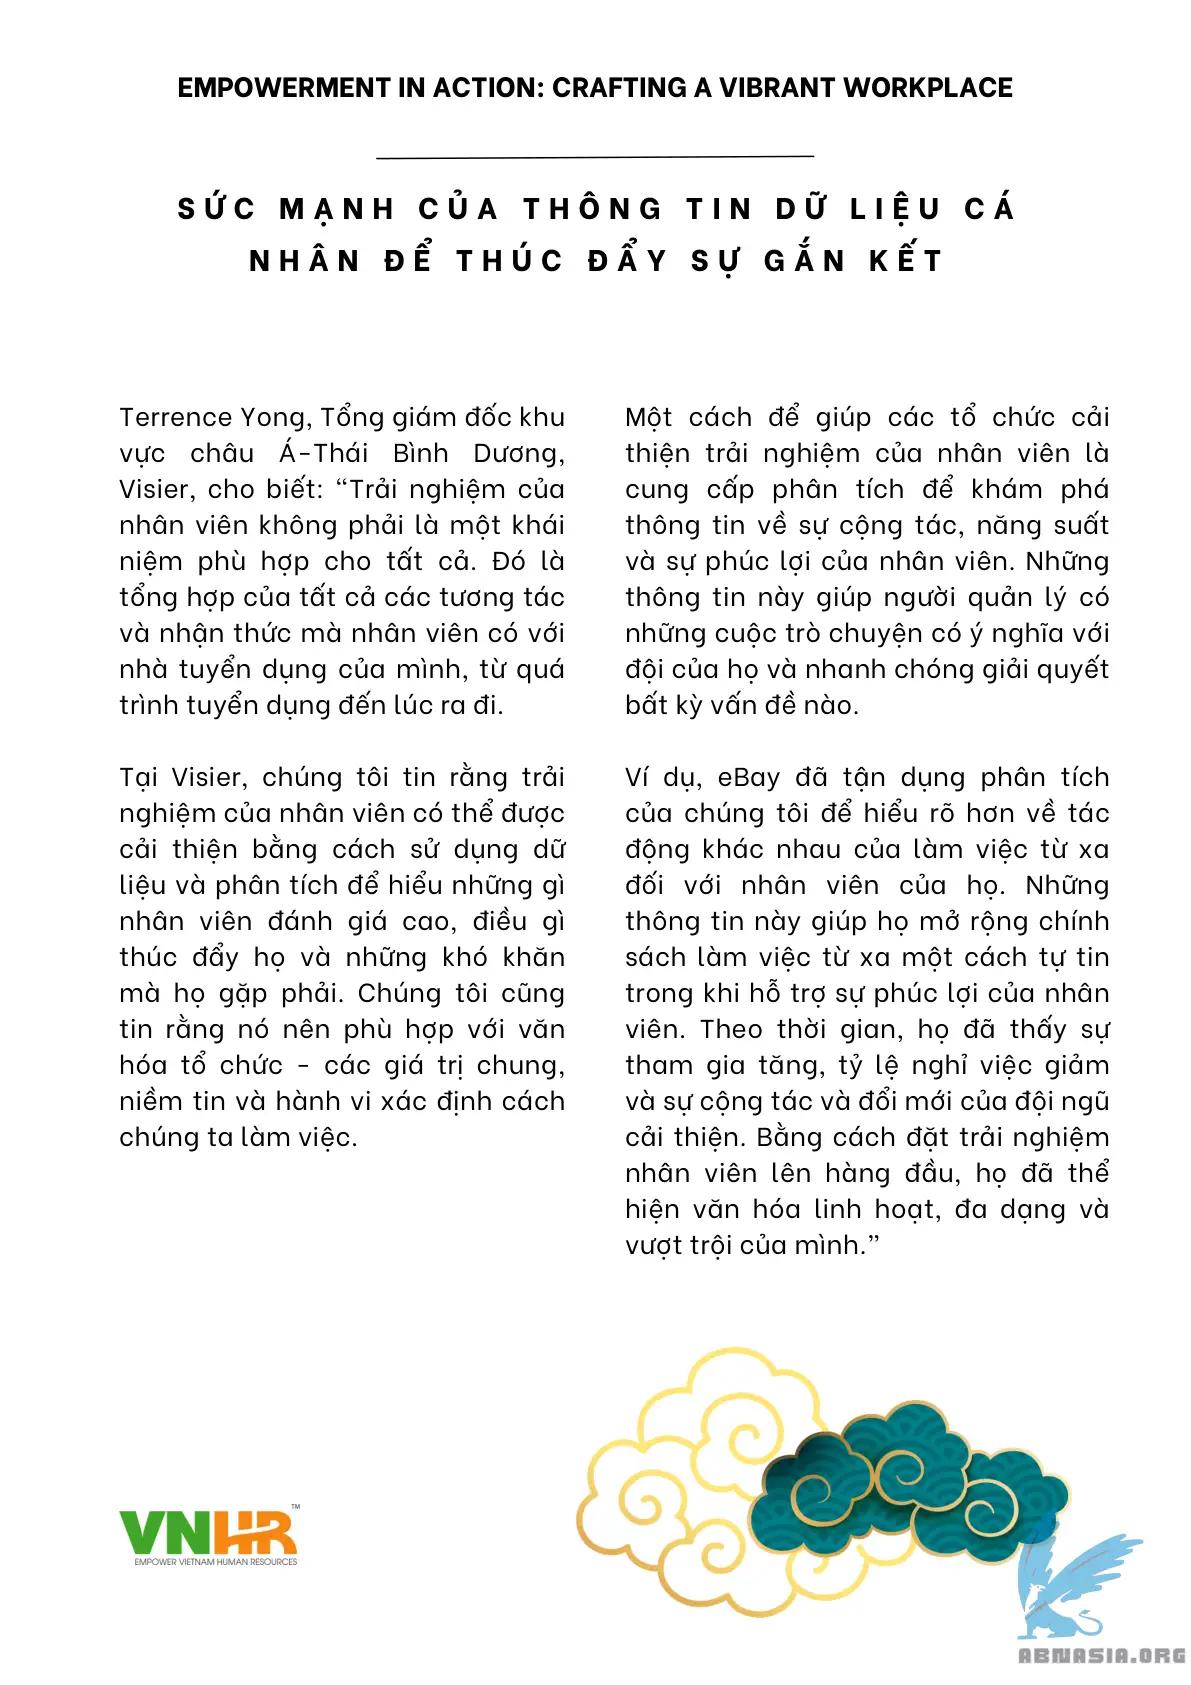 EMPOWERMENT IN ACTION: CRAFTING A VIBRANT WORKPLACE
SỨC MẠNH CỦA THÔNG TIN DỮ LIỆU CÁ
NHÂN ĐỂ THÚC ĐẨY SỰ GẮN KẾT
Terrence Yong, Tổng giám đốc khu
vực châu Á-Thái Bình Dương,
Visier, cho biết: “Trải nghiệm của
nhân viên không phải là một khái
niệm phù hợp cho tất cả. Đó là
tổng hợp của tất cả các tương tác
và nhận thức mà nhân viên có với
nhà tuyển dụng của mình, từ quá
trình tuyển dụng đến lúc ra đi.
Tại Visier, chúng tôi tin rằng trải
nghiệm của nhân viên có thể được
cải thiện bằng cách sử dụng dữ
liệu và phân tích để hiểu những gì
nhân viên đánh giá cao, điều gì
thúc đẩy họ và những khó khăn
mà họ gặp phải. Chúng tôi cũng
tin rằng nó nên phù hợp với văn
hóa tổ chức - các giá trị chung,
niềm tin và hành vi xác định cách
chúng ta làm việc.
Một cách để giúp các tổ chức cải
thiện trải nghiệm của nhân viên là
cung cấp phân tích để khám phá
thông tin về sự cộng tác, năng suất
và sự phúc lợi của nhân viên. Những
thông tin này giúp người quản lý có
những cuộc trò chuyện có ý nghĩa với
đội của họ và nhanh chóng giải quyết
bất kỳ vấn đề nào.
Ví dụ, eBay đã tận dụng phân tích
của chúng tôi để hiểu rõ hơn về tác
động khác nhau của làm việc từ xa
đối với nhân viên của họ. Những
thông tin này giúp họ mở rộng chính
sách làm việc từ xa một cách tự tin
trong khi hỗ trợ sự phúc lợi của nhân
viên. Theo thời gian, họ đã thấy sự
tham gia tăng, tỷ lệ nghỉ việc giảm
và sự cộng tác và đổi mới của đội ngũ
cải thiện. Bằng cách đặt trải nghiệm
nhân viên lên hàng đầu, họ đã thể
hiện văn hóa linh hoạt, đa dạng và
vượt trội của mình.”
VNHR™
EMPOWER VIETNAM HUMAN RESOURCES
ABNASIA.ORG